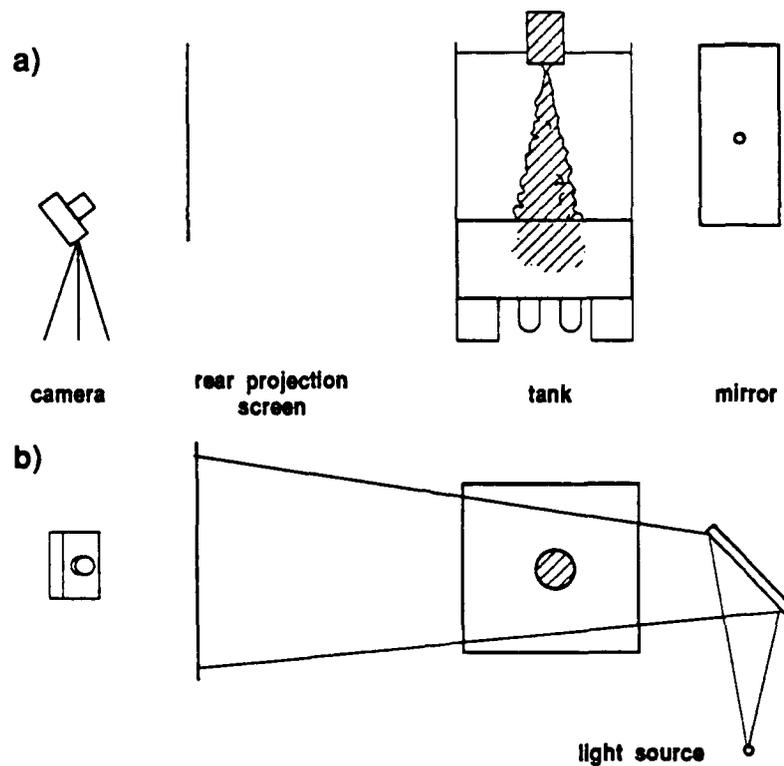 a)
camera
rear projection
screen
tank
mirror
b)
light source